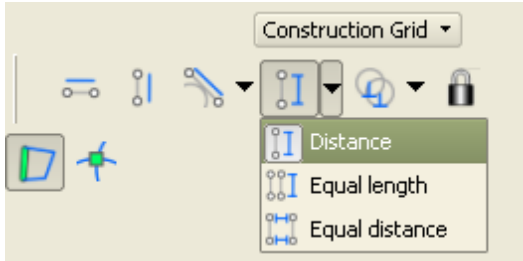 Construction Grid
Distance
Equal length
Equal distance